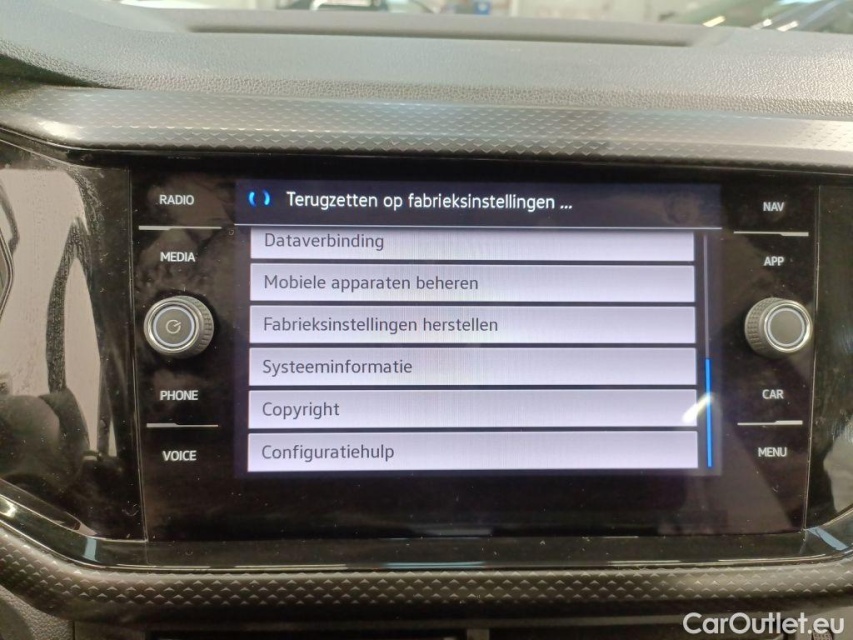 RADIO
Terugzetten op fabrieksinstellingen ...
NAV
MEDIA
Dataverbinding
APP
Mobiele apparaten beheren
Fabrieksinstellingen herstellen
Systeeminformatie
PHONE
CAR
Copyright
VOICE
Configuratiehulp
MENU
CarOutlet.eu